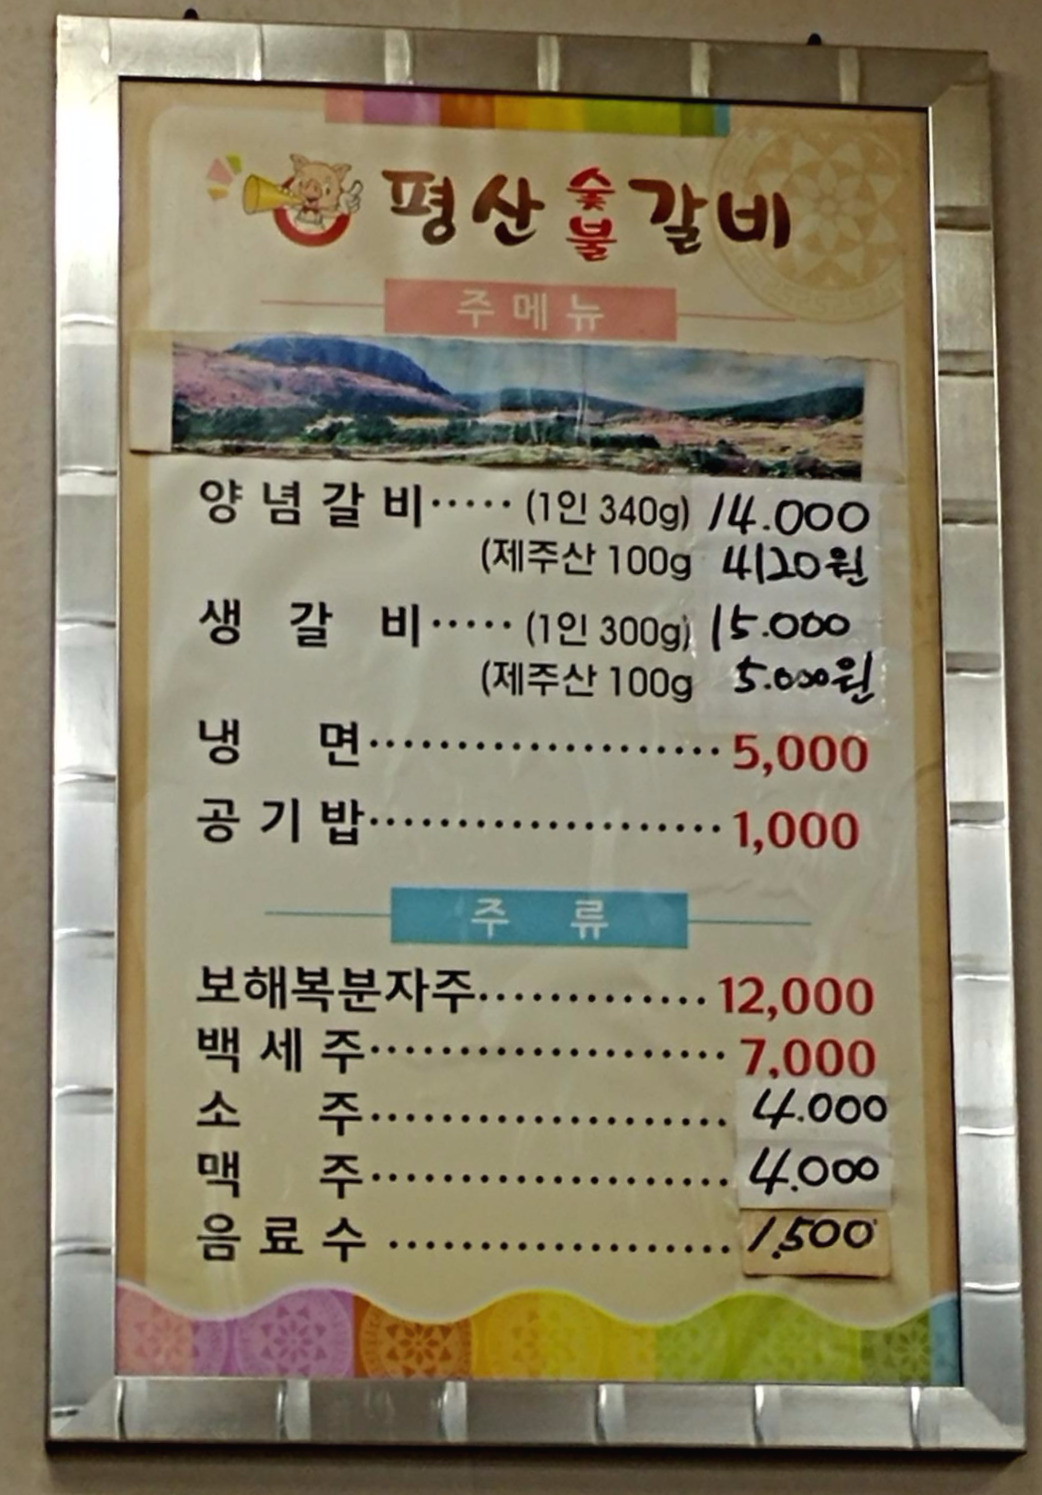 평산숯불갈비
주메뉴
양념갈비····· (1인 340g) 14.000
(제주산 100g 4120원
생갈비····· (1인 300g) 15.000
(제주산 100g 5.000원
냉면························ 5,000
공기밥························ 1,000
주류
보해복분자주················ 12,000
백세주························ 7,000
소주························ 4.000
맥주························ 4.000
음료수························ 1.500